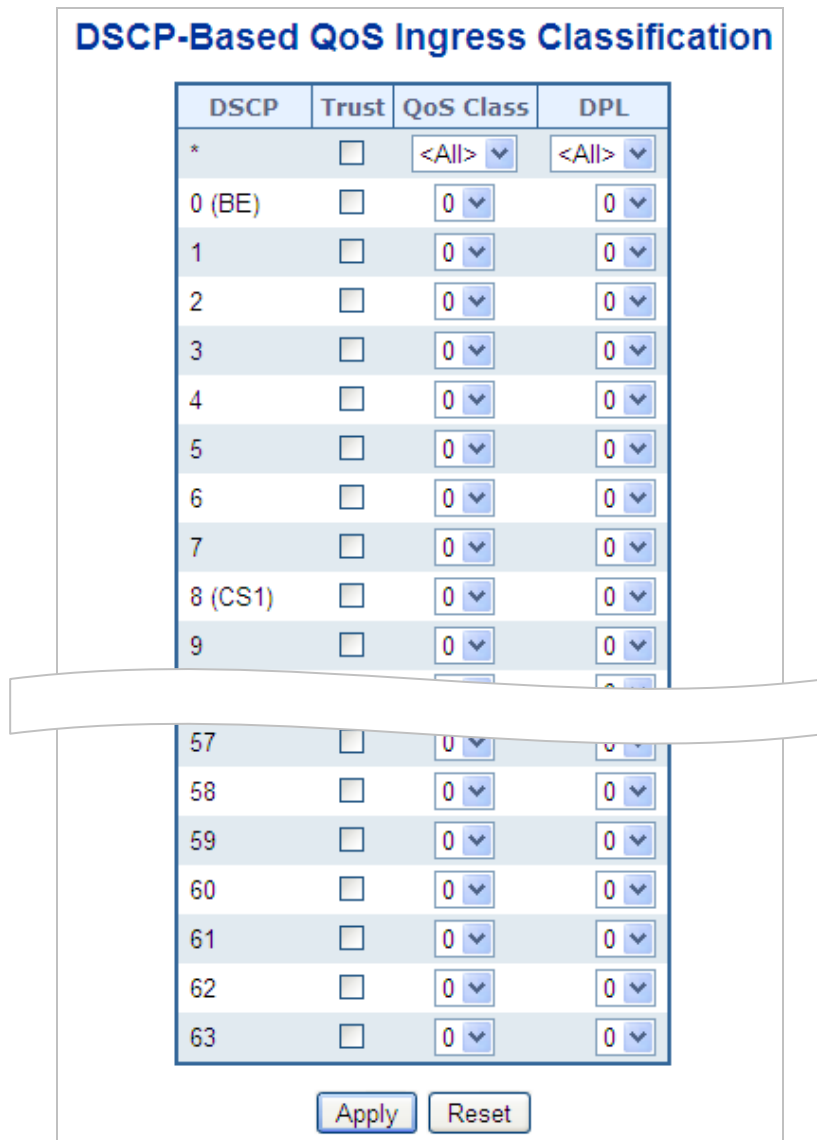 DSCP-Based QoS Ingress Classification
DSCP Trust QoS Class DPL
* <All> <All>
0 (BE) 0 0
1 0 0
2 0 0
3 0 0
4 0 0
5 0 0
6 0 0
7 0 0
8 (CS1) 0 0
9 0 0
57 0 0
58 0 0
59 0 0
60 0 0
61 0 0
62 0 0
63 0 0
Apply Reset